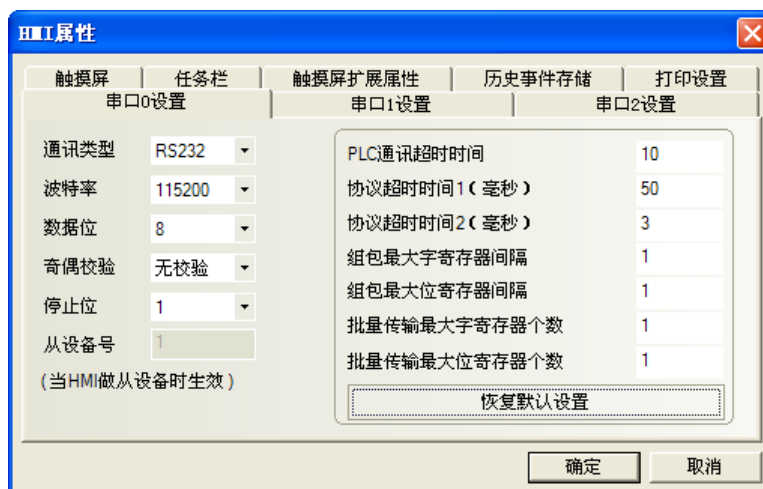 HMI属性
触摸屏 任务栏 触摸屏扩展属性 历史事件存储 打印设置
串口0设置 串口1设置 串口2设置
通讯类型 RS232
波特率 115200
数据位 8
奇偶校验 无校验
停止位 1
从设备号 1
(当HMI做从设备时生效)
PLC通讯超时时间 10
协议超时时间1(毫秒) 50
协议超时时间2(毫秒) 3
组包最大字寄存器间隔 1
组包最大位寄存器间隔 1
批量传输最大字寄存器个数 1
批量传输最大位寄存器个数 1
恢复默认设置
确定 取消